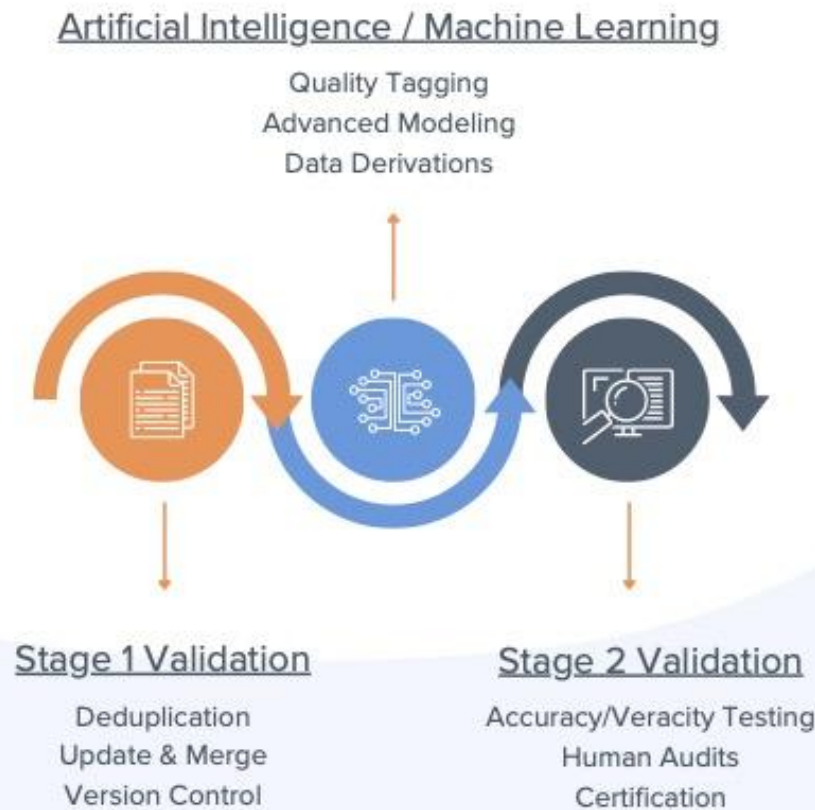 Artificial Intelligence / Machine Learning
Quality Tagging
Advanced Modeling
Data Derivations
Stage 1 Validation
Deduplication
Update & Merge
Version Control
Stage 2 Validation
Accuracy/Veracity Testing
Human Audits
Certification